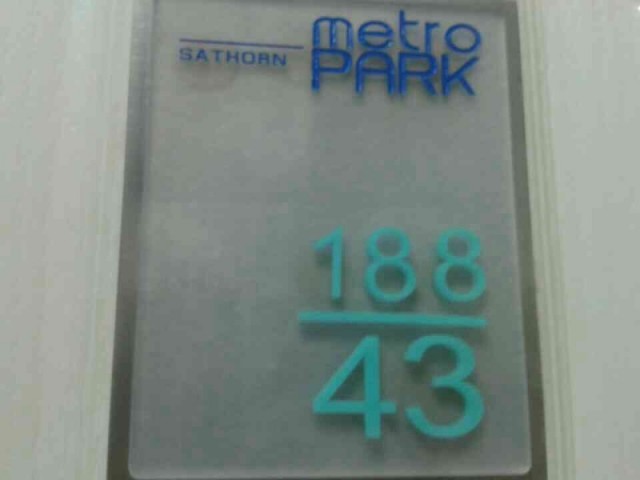 metro
SATHORN PARK
188
43